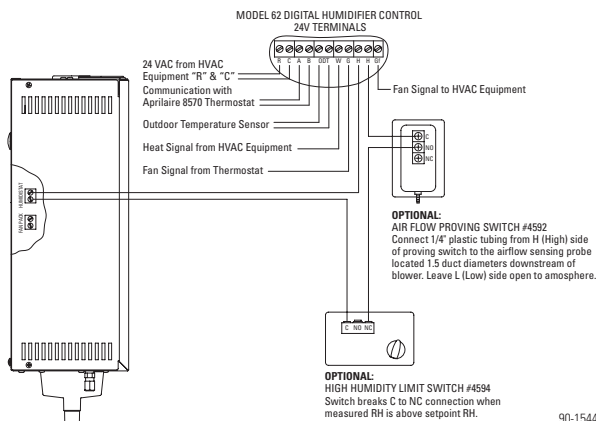 MODEL 62 DIGITAL HUMIDIFIER CONTROL
24V TERMINALS
R C A B ODT W G H H Gf
24 VAC from HVAC
Equipment “R” & “C”
Communication with
Aprilaire 8570 Thermostat
Outdoor Temperature Sensor
Heat Signal from HVAC Equipment
Fan Signal from Thermostat
Fan Signal to HVAC Equipment
C
NO
NC
HUMIDISTAT
FAN PACK
OPTIONAL:
AIR FLOW PROVING SWITCH #4592
Connect 1/4" plastic tubing from H (High) side
of proving switch to the airflow sensing probe
located 1.5 duct diameters downstream of
blower. Leave L (Low) side open to amosphere.
C NO NC
OPTIONAL:
HIGH HUMIDITY LIMIT SWITCH #4594
Switch breaks C to NC connection when
measured RH is above setpoint RH.
90-1544